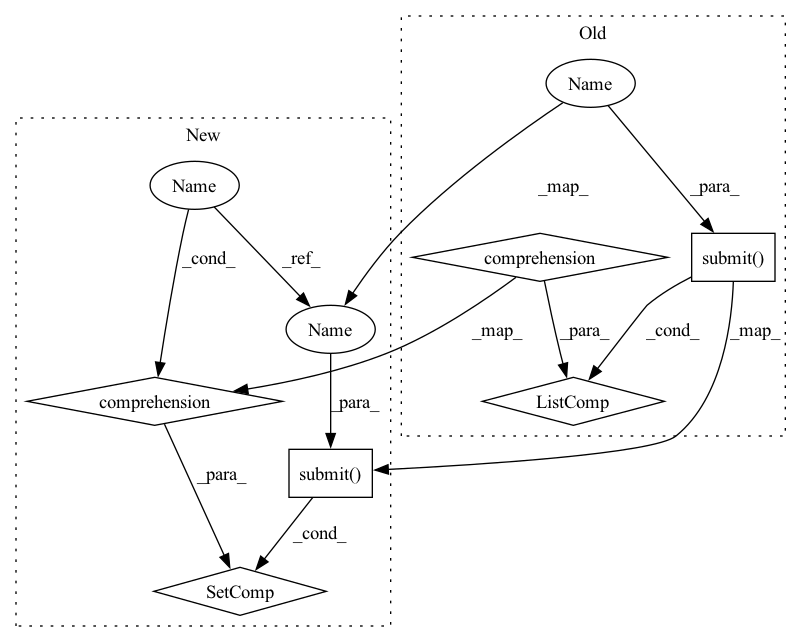 Old
Name
New
Name
_map_
_para_
comprehension
submit()
_cond_
_ref_
Name
_map_
_para_
_cond_
_map_
comprehension
_para_
ListComp
submit()
_para_
_cond_
SetComp